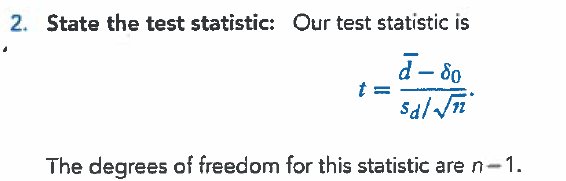 2. State the test statistic: Our test statistic is
t = (d̅ − δ₀) / (s_d/√n).
The degrees of freedom for this statistic are n−1.